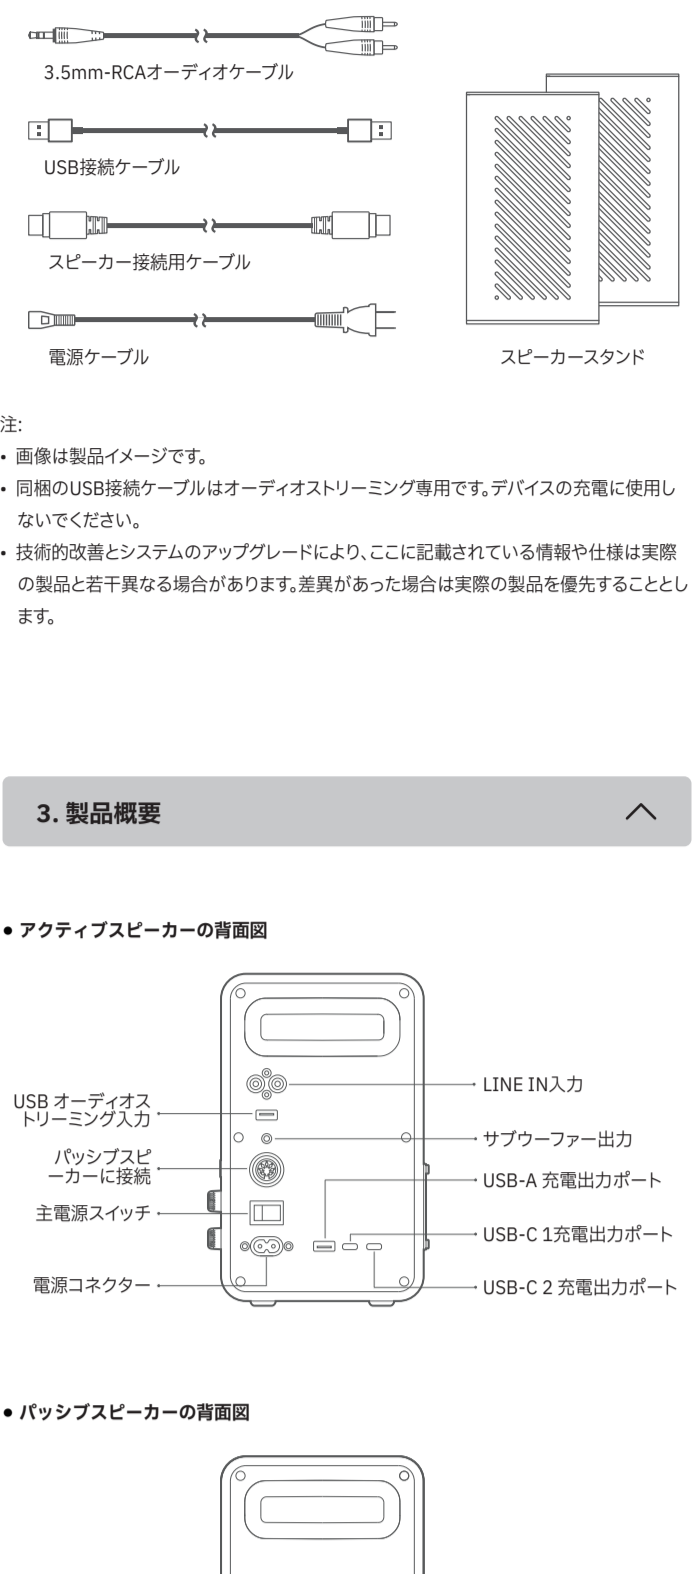 3.5mm-RCAオーディオケーブル
USB接続ケーブル
スピーカー接続用ケーブル
電源ケーブル
スピーカースタンド
注:
• 画像は製品イメージです。
• 同梱のUSB接続ケーブルはオーディオストリーミング専用です。デバイスの充電に使用し
ないでください。
• 技術的改善とシステムのアップグレードにより、ここに記載されている情報や仕様は実際
の製品と若干異なる場合があります。差異があった場合は実際の製品を優先することとし
ます。
3. 製品概要
• アクティブスピーカーの背面図
USB オーディオス
トリーミング入力
パッシブスピ
ーカーに接続
主電源スイッチ
電源コネクター
LINE IN入力
サブウーファー出力
USB-A 充電出力ポート
USB-C 1充電出力ポート
USB-C 2 充電出力ポート
• パッシブスピーカーの背面図